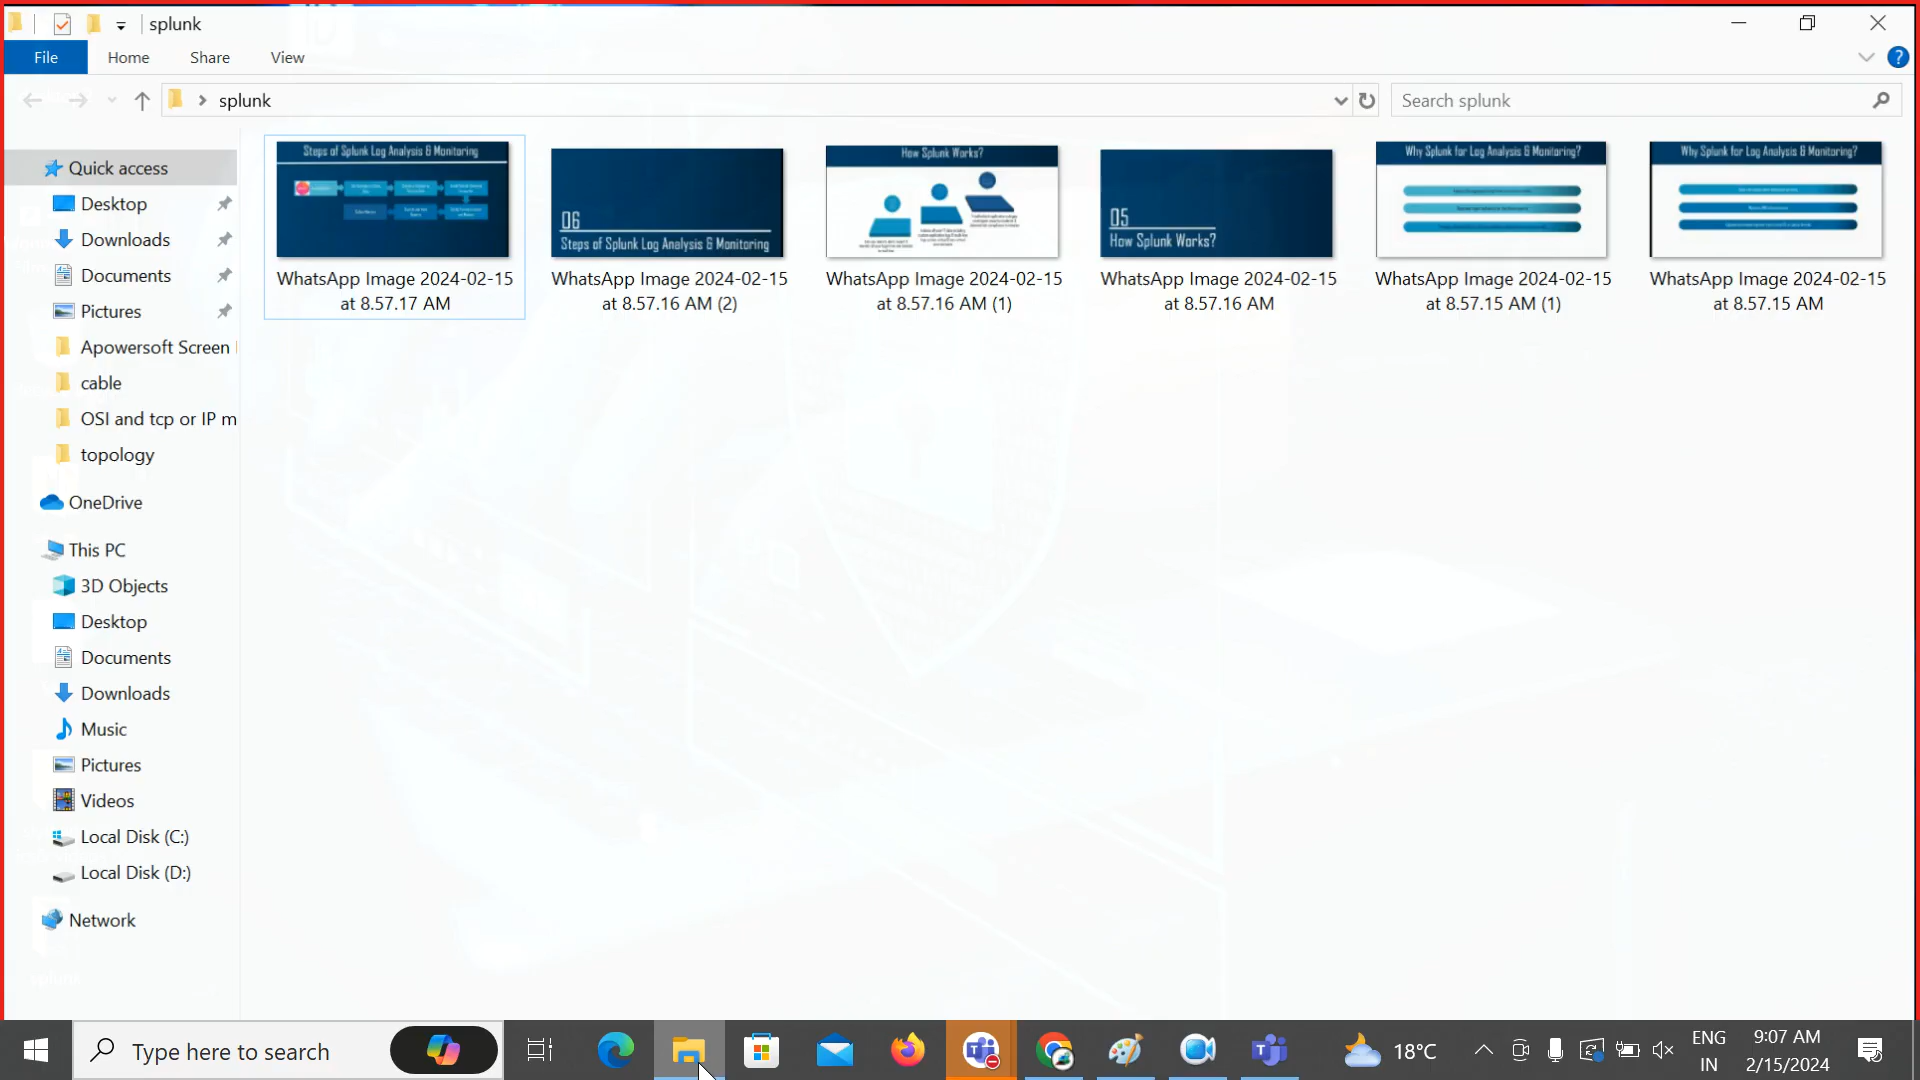 splunk
File Home Share View
splunk
Search splunk
Quick access
Desktop
Downloads
Documents
Pictures
Apowersoft Screen
cable
OSI and tcp or IP m
topology
OneDrive
This PC
3D Objects
Desktop
Documents
Downloads
Music
Pictures
Videos
Local Disk (C:)
Local Disk (D:)
Network
Steps of Splunk Log Analysis & Monitoring
WhatsApp Image 2024-02-15
at 8.57.17 AM
06
Steps of Splunk Log Analysis & Monitoring
WhatsApp Image 2024-02-15
at 8.57.16 AM (2)
How Splunk Works?
WhatsApp Image 2024-02-15
at 8.57.16 AM (1)
05
How Splunk Works?
WhatsApp Image 2024-02-15
at 8.57.16 AM
Why Splunk for Log Analysis & Monitoring?
WhatsApp Image 2024-02-15
at 8.57.15 AM (1)
Why Splunk for Log Analysis & Monitoring?
WhatsApp Image 2024-02-15
at 8.57.15 AM
Type here to search
18°C
ENG
IN
9:07 AM
2/15/2024